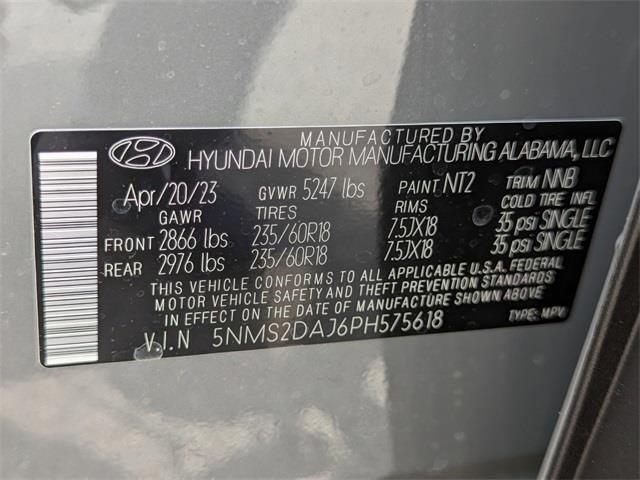 MANUFACTURED BY
HYUNDAI MOTOR MANUFACTURING ALABAMA, LLC
Apr/20/23 GVWR 5247 lbs PAINT NT2 TRIM NNB
GAWR TIRES RIMS COLD TIRE INFL
FRONT 2866 lbs 235/60R18 7.5JX18 35 psi SINGLE
REAR 2976 lbs 235/60R18 7.5JX18 35 psi SINGLE
THIS VEHICLE CONFORMS TO ALL APPLICABLE U.S.A. FEDERAL
MOTOR VEHICLE SAFETY AND THEFT PREVENTION STANDARDS
IN EFFECT ON THE DATE OF MANUFACTURE SHOWN ABOVE.
V.I.N 5NMS2DAJ6PH575618 TYPE: MPV